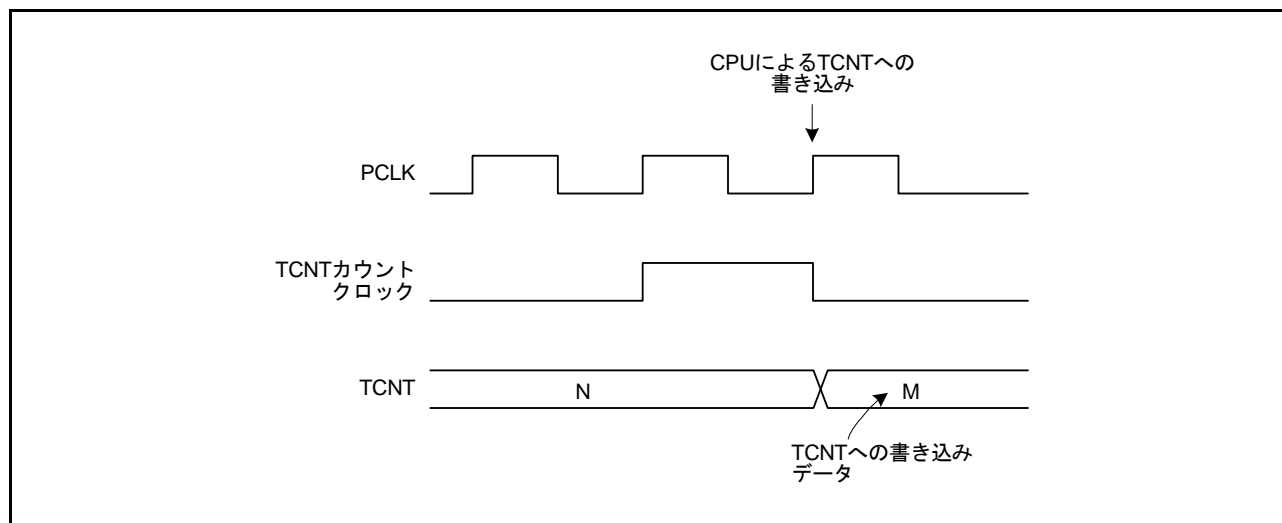 CPUによるTCNTへの
書き込み
PCLK
TCNTカウント
クロック
TCNT
N
M
TCNTへの書き込み
データ